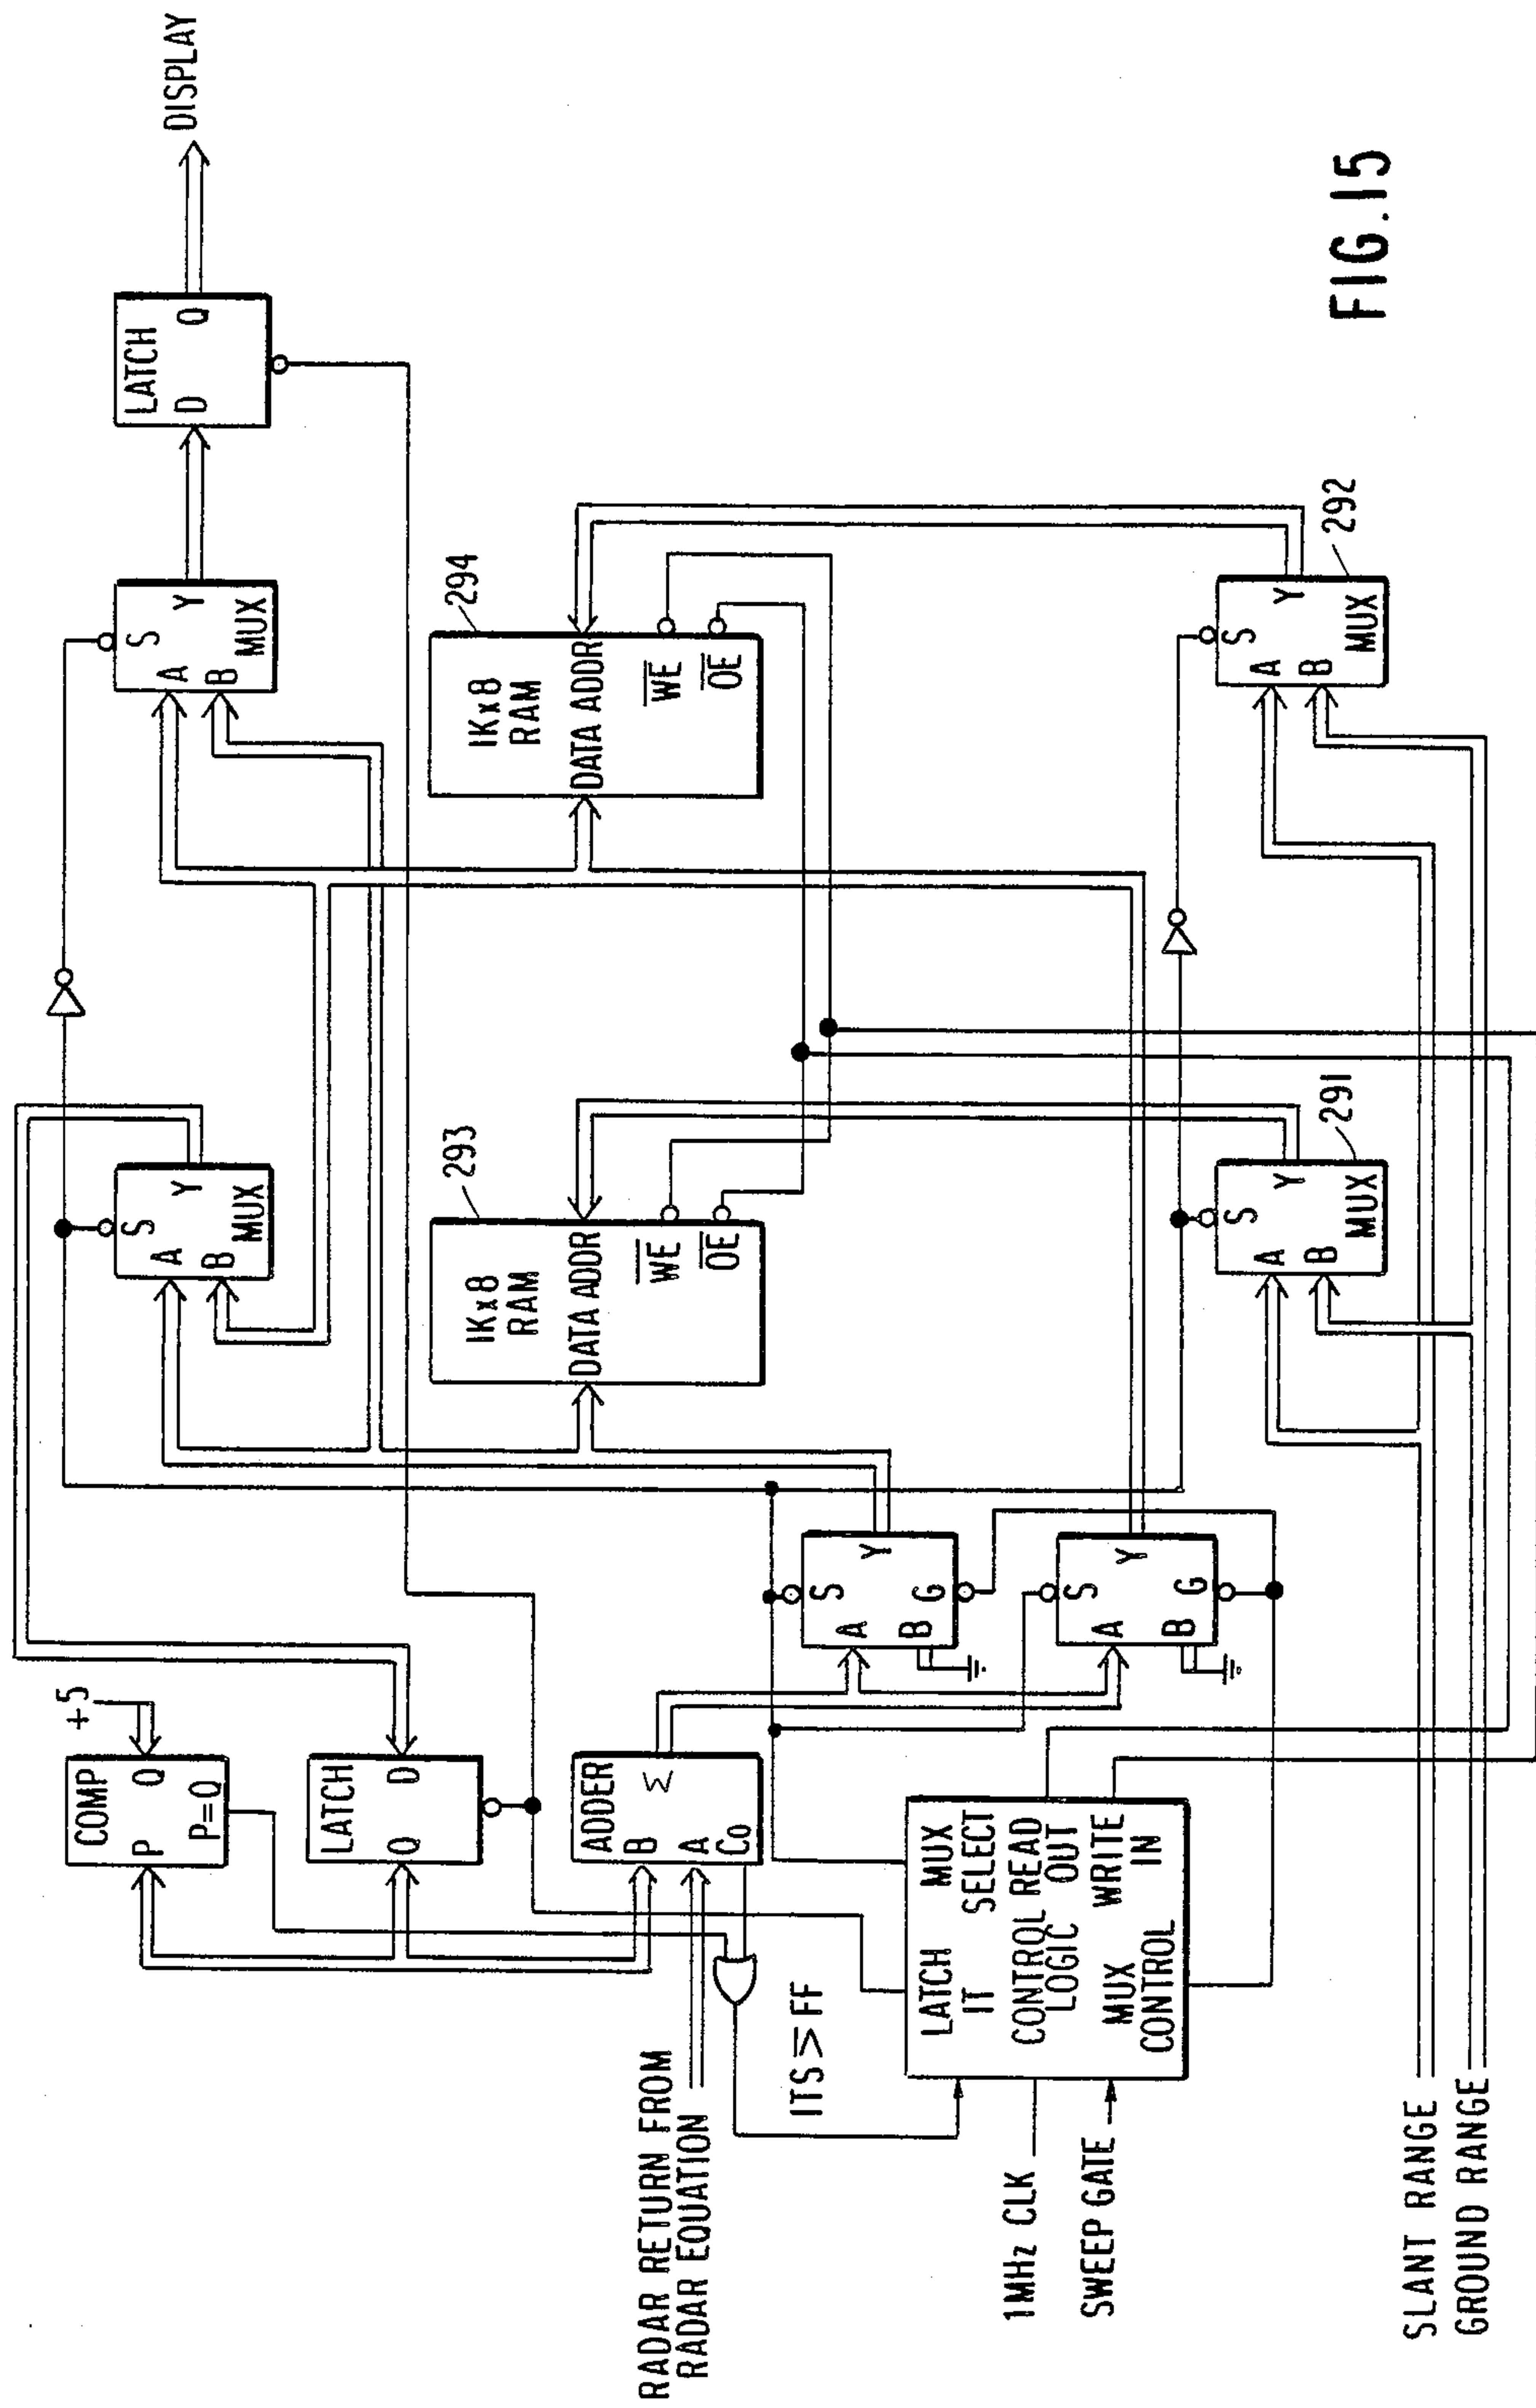 DISPLAY
LATCH
D Q
S
A Y
B
MUX
S
A Y
B
MUX
+5
COMP
P Q
P=Q
LATCH
Q D
294
1K x 8
RAM
DATA ADDR
WE
OE
293
1K x 8
RAM
DATA ADDR
WE
OE
ADDER
B Σ
A
C0
RADAR RETURN FROM
RADAR EQUATION
ITS ≥ FF
S
A Y
B G
S
A Y
B G
LATCH MUX
IT SELECT
CONTROL READ
LOGIC OUT
MUX WRITE
CONTROL IN
1MHz CLK
SWEEP GATE
292
S
A Y
B
MUX
291
S
A Y
B
MUX
SLANT RANGE
GROUND RANGE
FIG.15